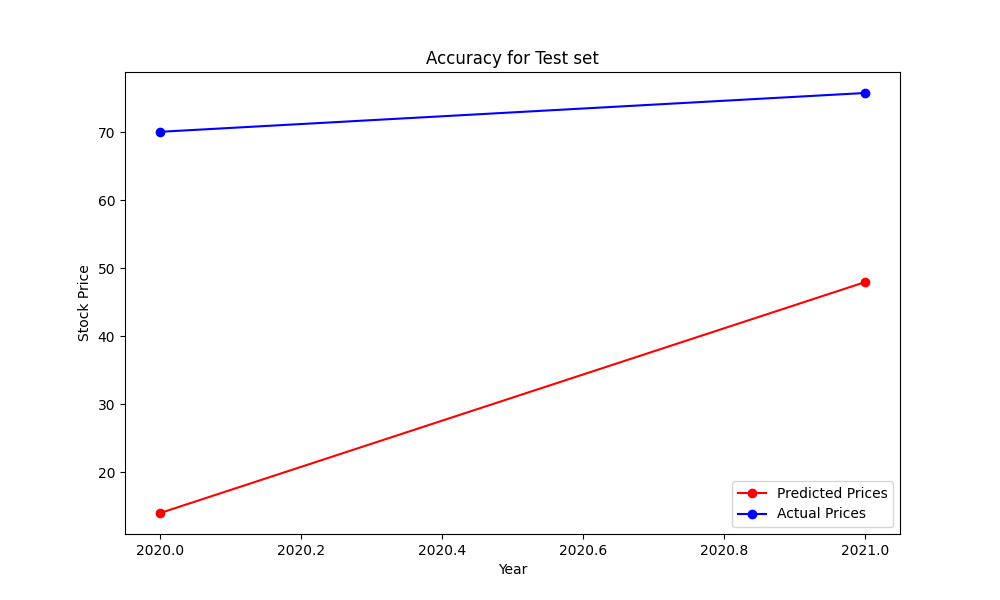 Accuracy for Test set
Stock Price
70
60
50
40
30
20
Predicted Prices
Actual Prices
2020.0 2020.2 2020.4 2020.6 2020.8 2021.0
Year